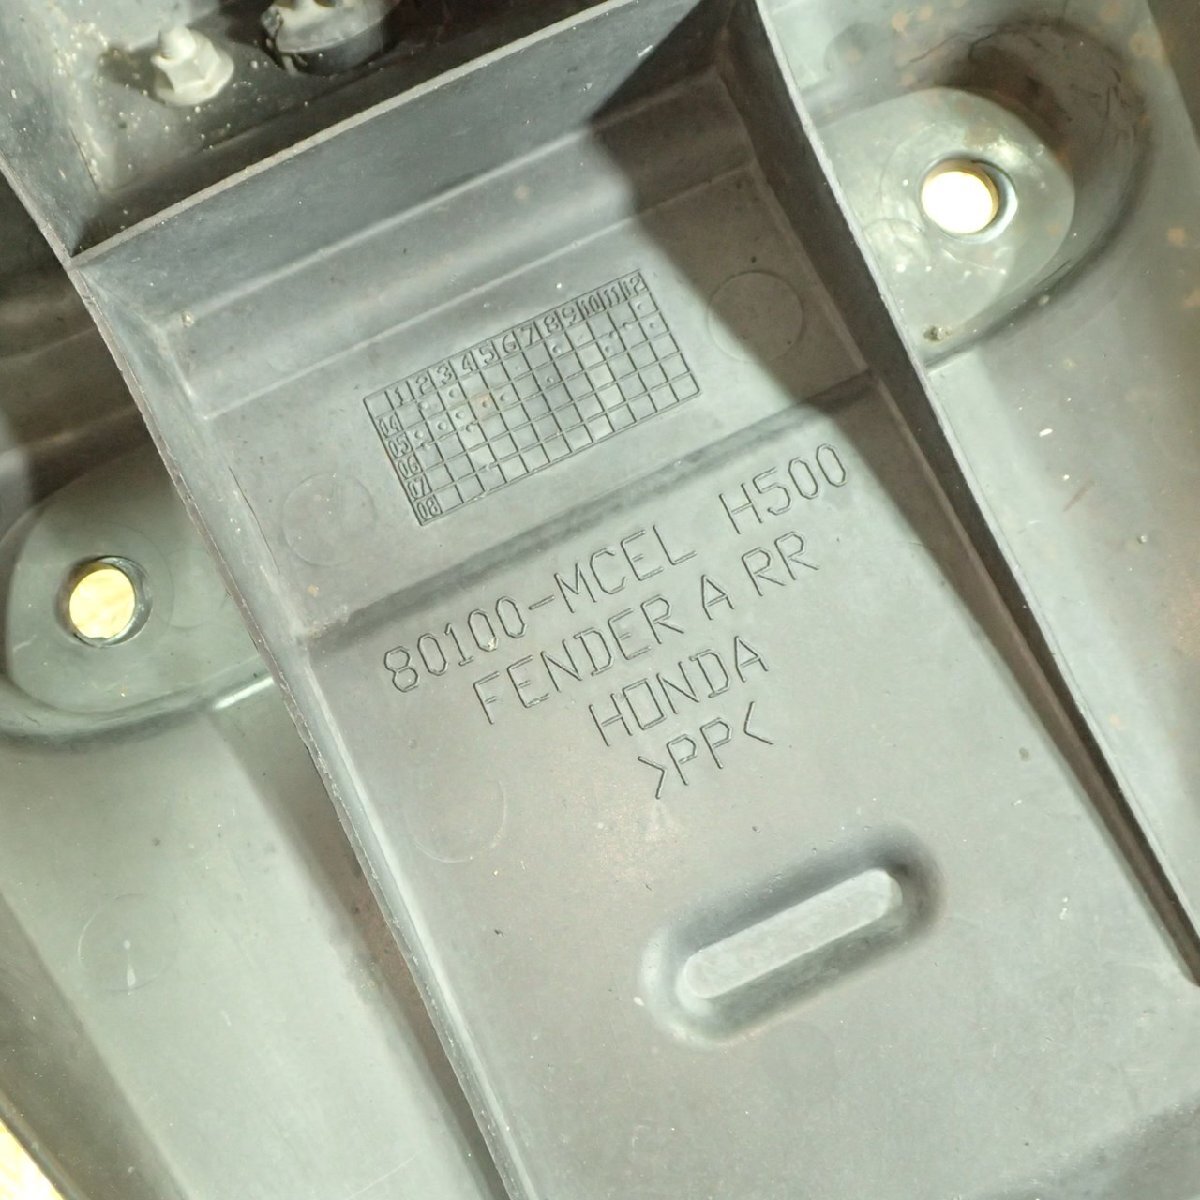 1 2 3 4 5 6 7 8 9 10 11 12
04
05
06
07
08
80100-MCEL H500
FENDER A RR
HONDA
>PP<